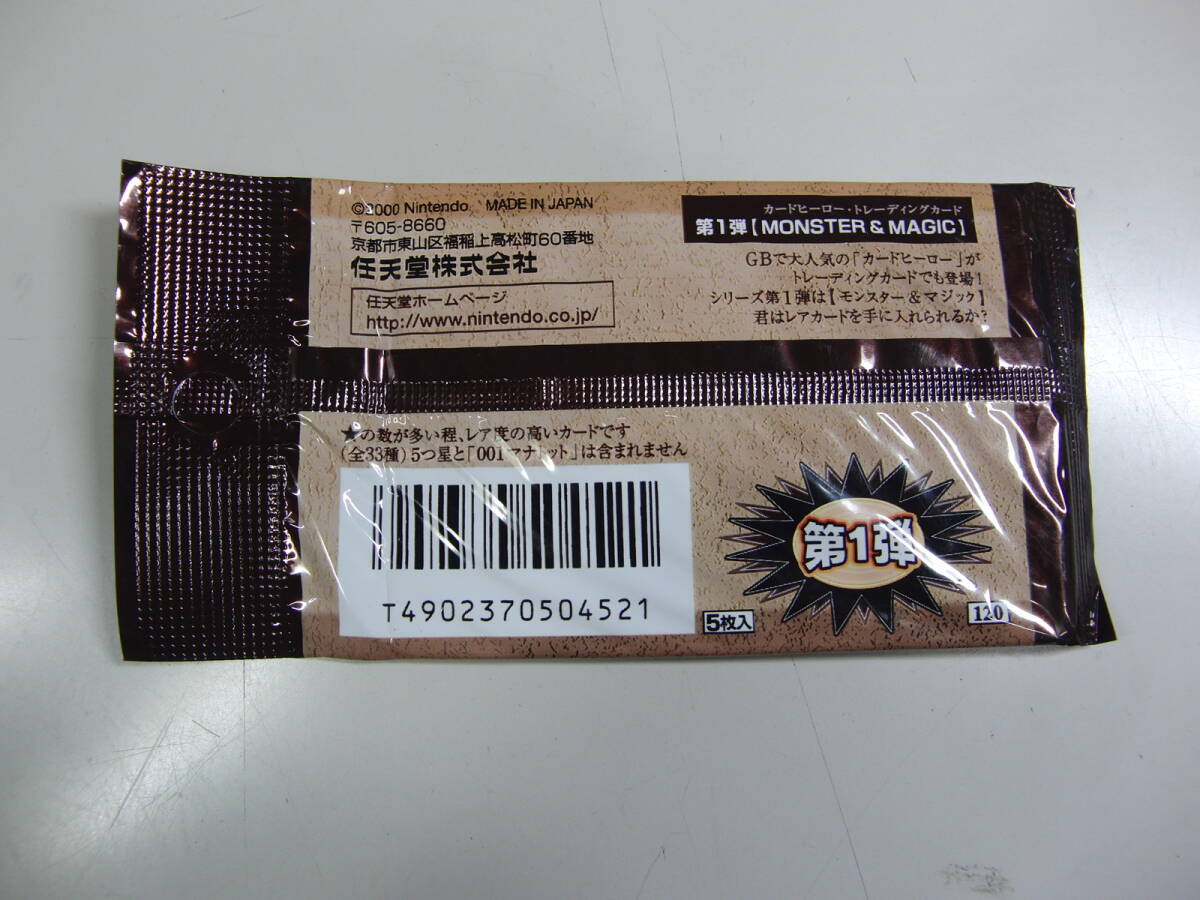 ©2000 Nintendo MADE IN JAPAN
〒605-8660
京都市東山区福稲上高松町60番地
任天堂株式会社
任天堂ホームページ
http://www.nintendo.co.jp/
カードヒーロー・トレーディングカード
第1弾【MONSTER & MAGIC】
GBで大人気の「カードヒーロー」が
トレーディングカードでも登場!
シリーズ第1弾は【モンスター&マジック】
君はレアカードを手に入れられるか?
★の数が多い程、レア度の高いカードです
(全33種) 5つ星と「001マナトット」は含まれません
T4902370504521
第1弾
5枚入
120